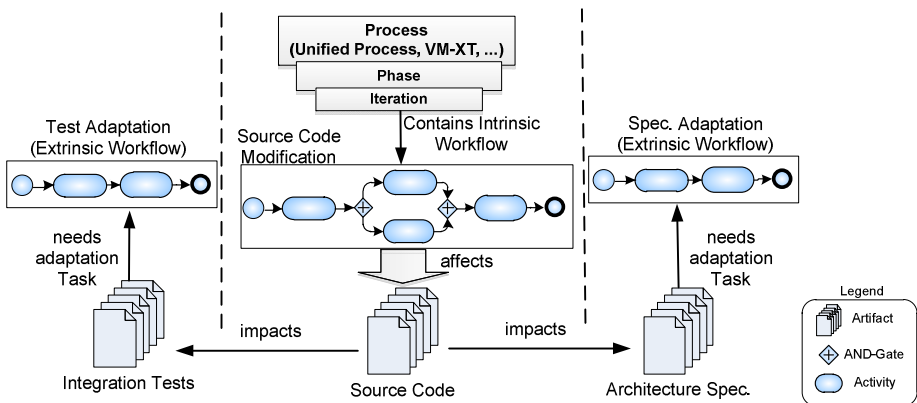 Process
(Unified Process, VM-XT, ...)
Phase
Iteration
Contains Intrinsic
Workflow
Test Adaptation
(Extrinsic Workflow)
Source Code
Modification
Spec. Adaptation
(Extrinsic Workflow)
needs
adaptation
Task
affects
needs
adaptation
Task
impacts
impacts
Integration Tests
Source Code
Architecture Spec.
Legend
Artifact
AND-Gate
Activity